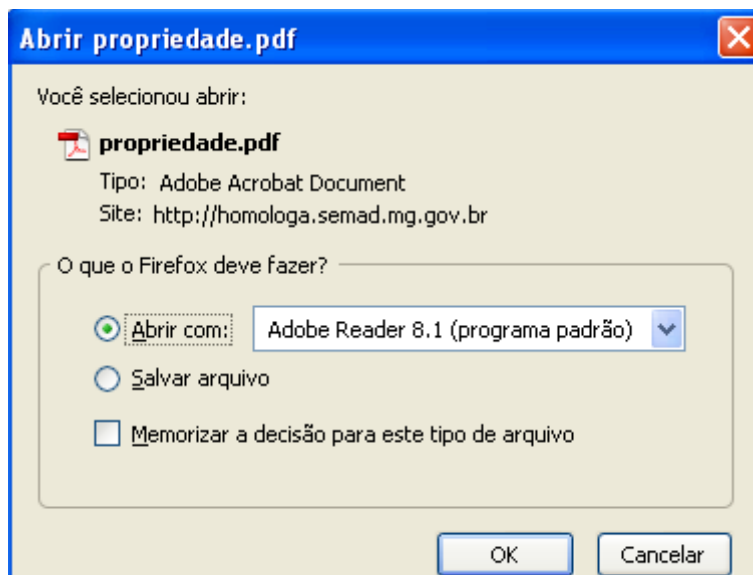 Abrir propriedade.pdf
Você selecionou abrir:
propriedade.pdf
Tipo: Adobe Acrobat Document
Site: http://homologa.semad.mg.gov.br
O que o Firefox deve fazer?
Abrir com: Adobe Reader 8.1 (programa padrão)
Salvar arquivo
Memorizar a decisão para este tipo de arquivo
OK Cancelar